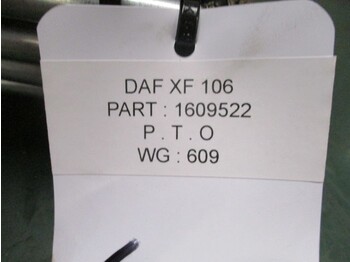 DAF XF 106
PART : 1609522
P . T . O
WG : 609